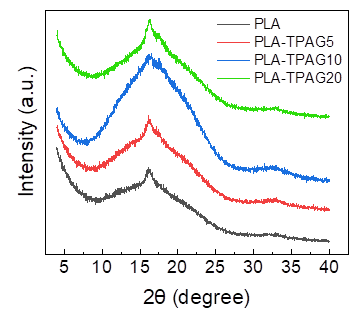 PLA
PLA-TPAG5
PLA-TPAG10
PLA-TPAG20
Intensity (a.u.)
5 10 15 20 25 30 35 40
2θ (degree)